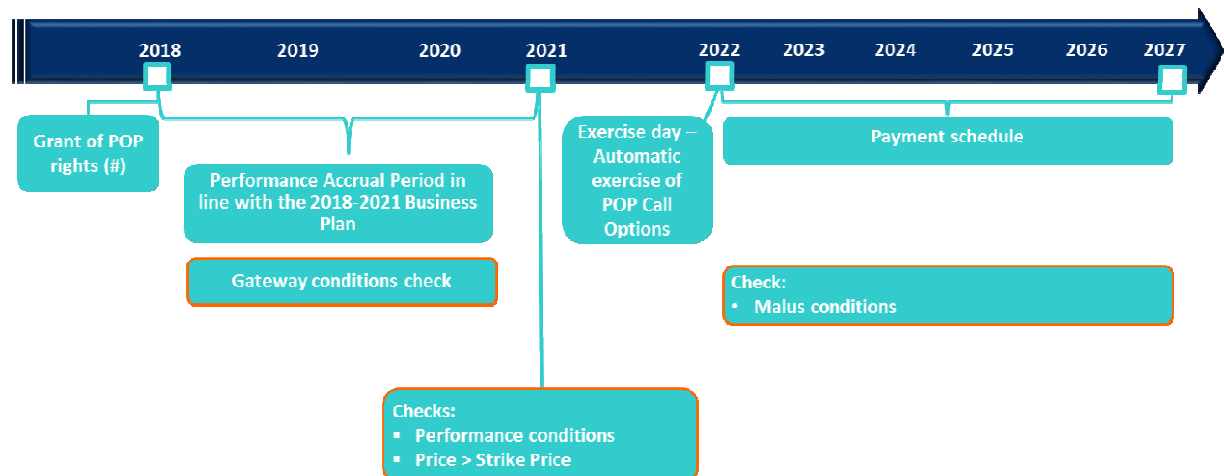 2018 2019 2020 2021 2022 2023 2024 2025 2026 2027
Grant of POP
rights (#)
Performance Accrual Period in
line with the 2018-2021 Business
Plan
Gateway conditions check
Checks:
▪ Performance conditions
▪ Price > Strike Price
Exercise day –
Automatic
exercise of
POP Call
Options
Payment schedule
Check:
• Malus conditions